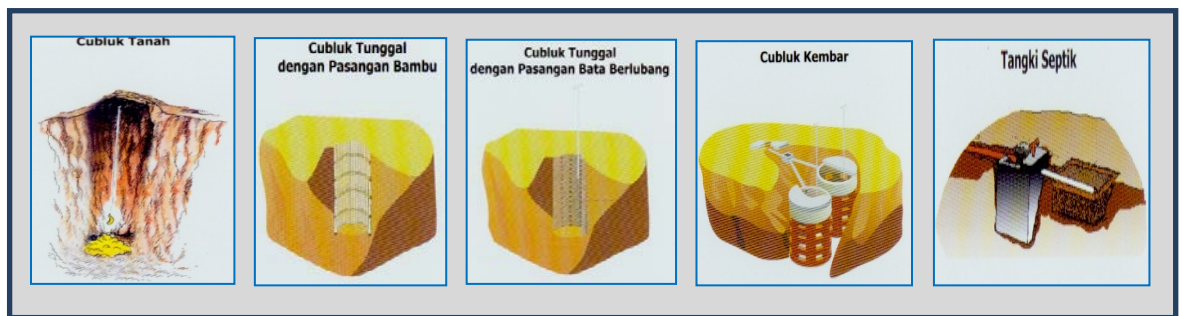 Cubluk Tanah
Cubluk Tunggal
dengan Pasangan Bambu
Cubluk Tunggal
dengan Pasangan Bata Berlubang
Cubluk Kembar
Tangki Septik